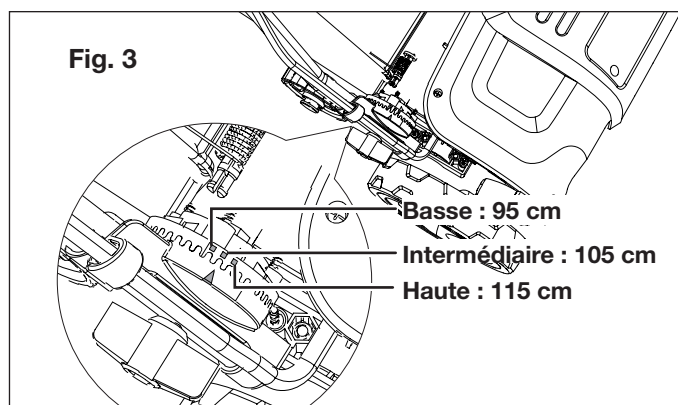 Fig. 3
Basse : 95 cm
Intermédiaire : 105 cm
Haute : 115 cm